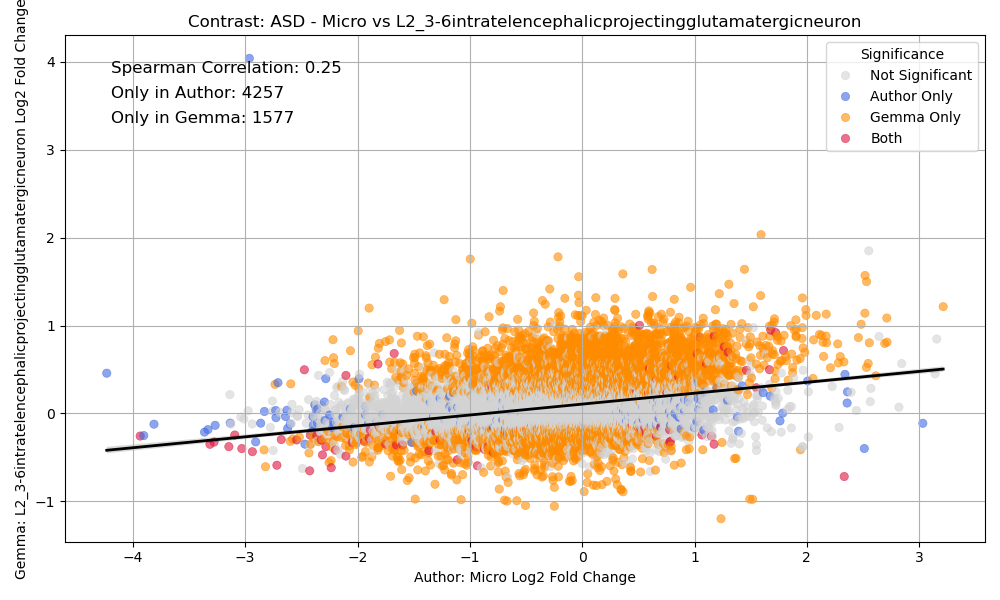 Contrast: ASD - Micro vs L2_3-6intratelencephalicprojectingglutamatergicneuron
Gemma: L2_3-6intratelencephalicprojectingglutamatergicneuron Log2 Fold Change
Spearman Correlation: 0.25
Only in Author: 4257
Only in Gemma: 1577
Significance
Not Significant
Author Only
Gemma Only
Both
4
3
2
1
0
−1
−4
−3
−2
−1
0
1
2
3
Author: Micro Log2 Fold Change